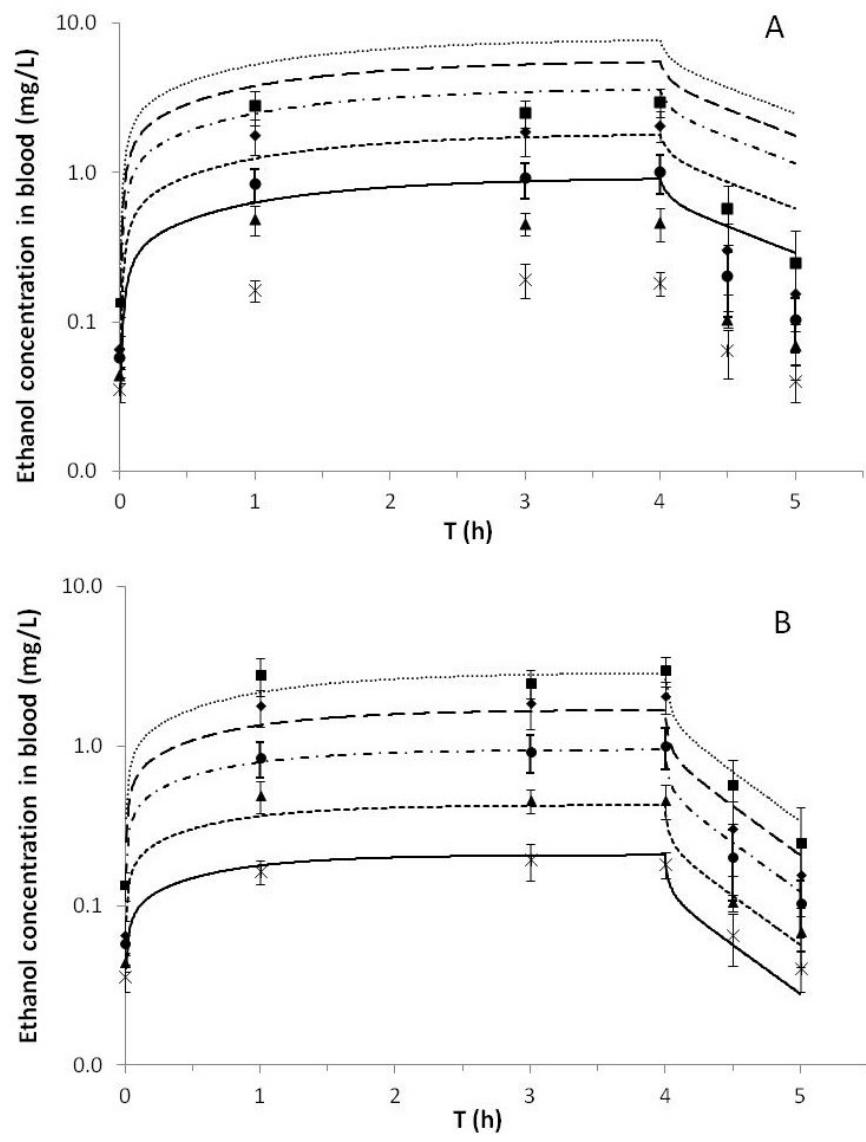 A
Ethanol concentration in blood (mg/L)
10.0
1.0
0.1
0.0
0 1 2 3 4 5
T (h)
B
Ethanol concentration in blood (mg/L)
10.0
1.0
0.1
0.0
0 1 2 3 4 5
T (h)